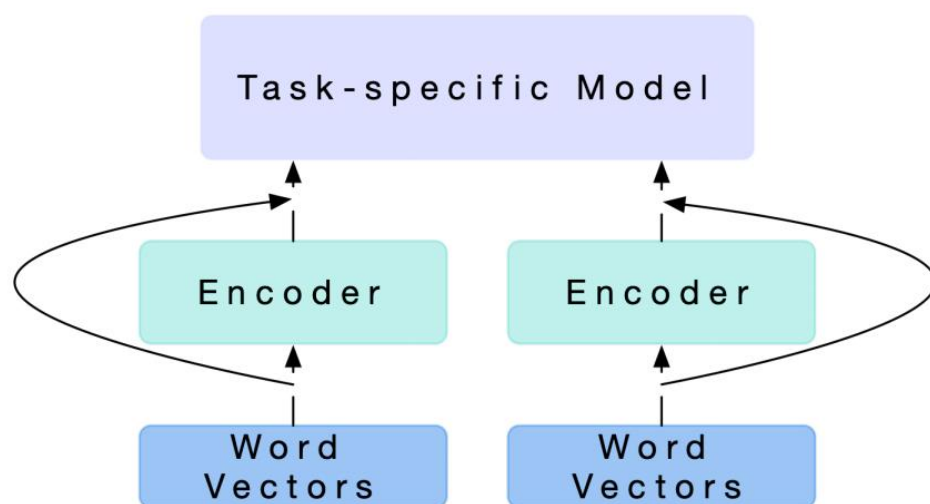 Task-specific Model
Encoder
Encoder
Word
Vectors
Word
Vectors